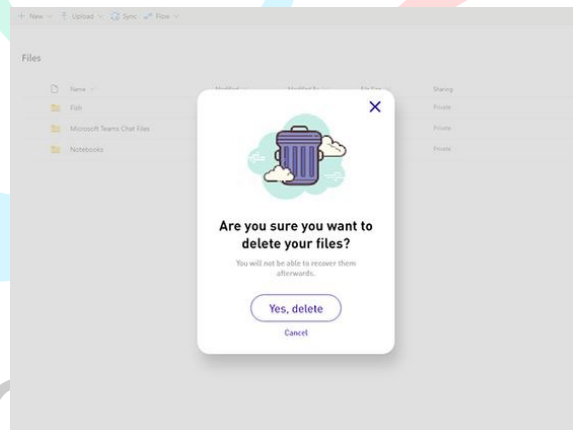 + New Upload Sync Flow
Files
Name Modified Modified By File Size Sharing
Fish Private
Microsoft Teams Chat Files Private
Notebooks Private
Are you sure you want to
delete your files?
You will not be able to recover them
afterwards.
Yes, delete
Cancel